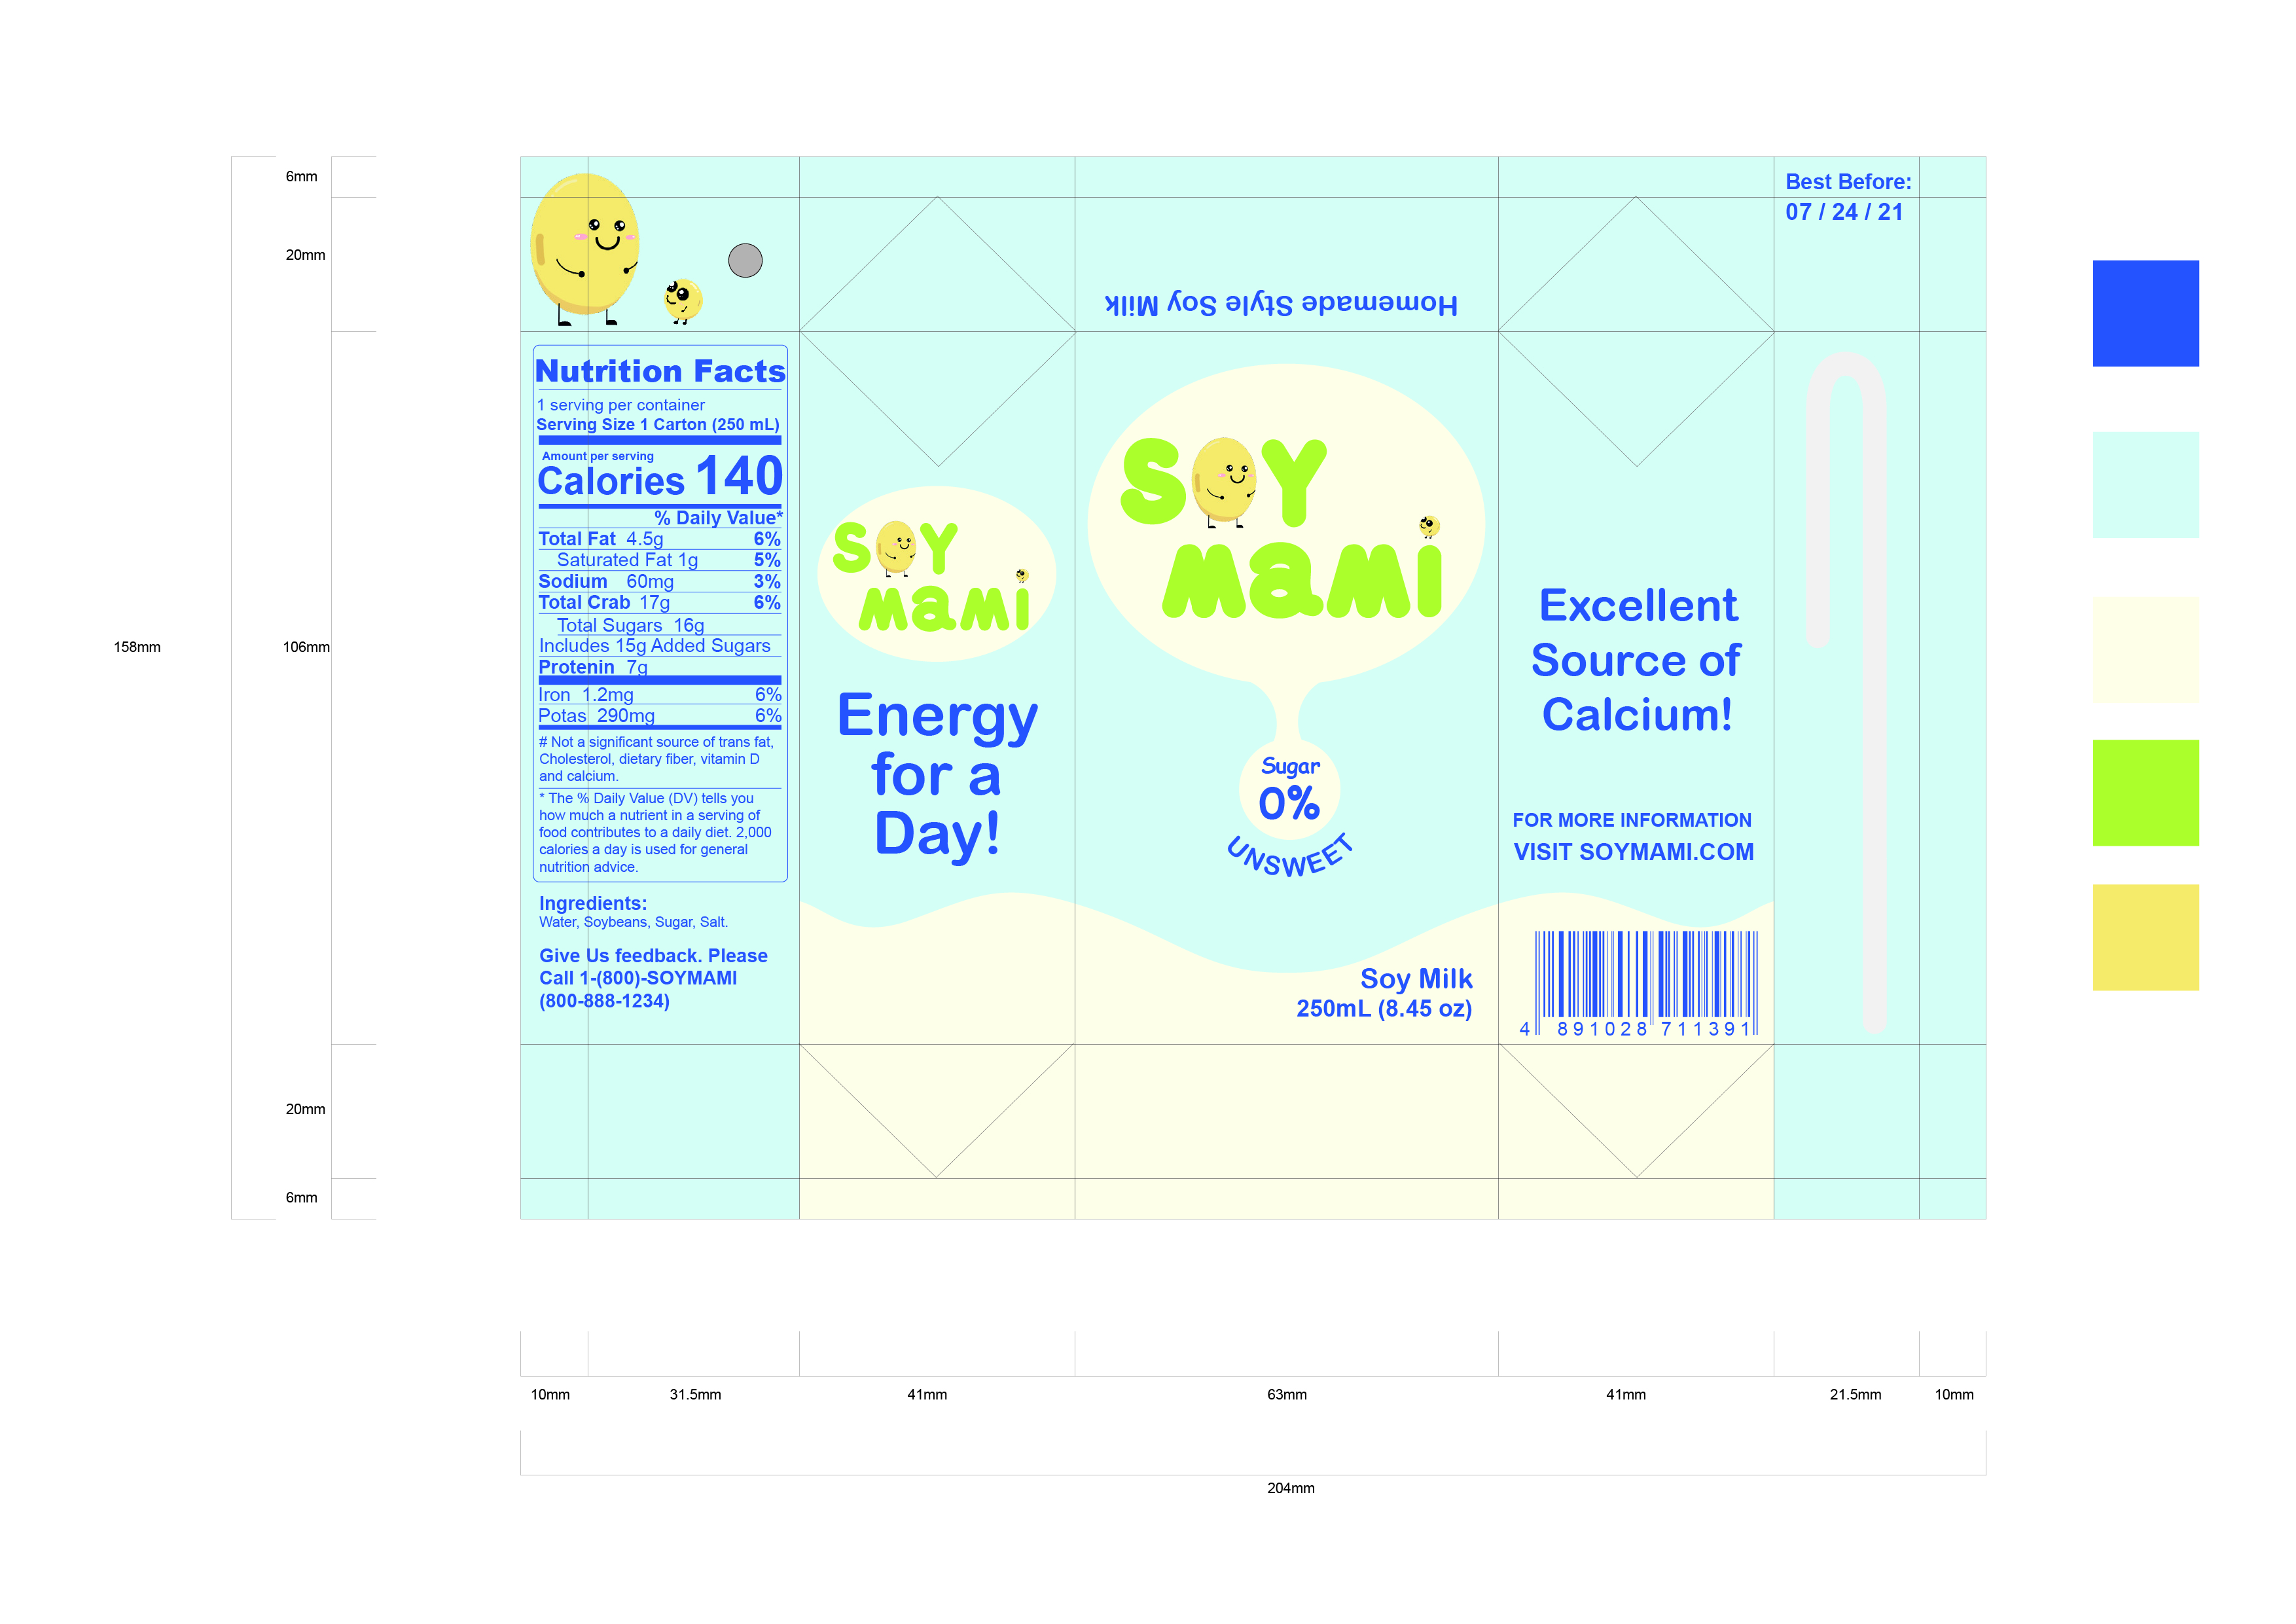 6mm
20mm
158mm
106mm
20mm
6mm
Nutrition Facts
1 serving per container
Serving Size 1 Carton (250 mL)
Amount per serving
Calories 140
% Daily Value*
Total Fat 4.5g 6%
Saturated Fat 1g 5%
Sodium 60mg 3%
Total Crab 17g 6%
Total Sugars 16g
Includes 15g Added Sugars
Protenin 7g
Iron 1.2mg 6%
Potas 290mg 6%
# Not a significant source of trans fat,
Cholesterol, dietary fiber, vitamin D
and calcium.
* The % Daily Value (DV) tells you
how much a nutrient in a serving of
food contributes to a daily diet. 2,000
calories a day is used for general
nutrition advice.
Ingredients:
Water, Soybeans, Sugar, Salt.
Give Us feedback. Please
Call 1-(800)-SOYMAMI
(800-888-1234)
SOY
mami
Energy
for a
Day!
Homemade Style Soy Milk
SOY
mami
Sugar
0%
UNSWEET
Soy Milk
250mL (8.45 oz)
Excellent
Source of
Calcium!
FOR MORE INFORMATION
VISIT SOYMAMI.COM
4 891028 711391
Best Before:
07 / 24 / 21
10mm
31.5mm
41mm
63mm
41mm
21.5mm
10mm
204mm